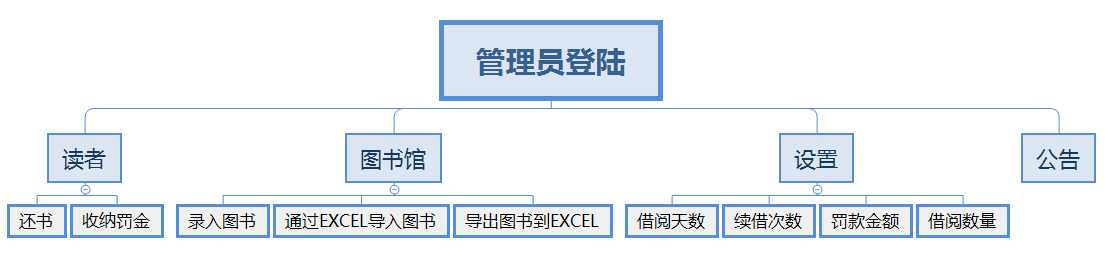 管理员登陆
读者
图书馆
设置
公告
还书
收纳罚金
录入图书
通过EXCEL导入图书
导出图书到EXCEL
借阅天数
续借次数
罚款金额
借阅数量